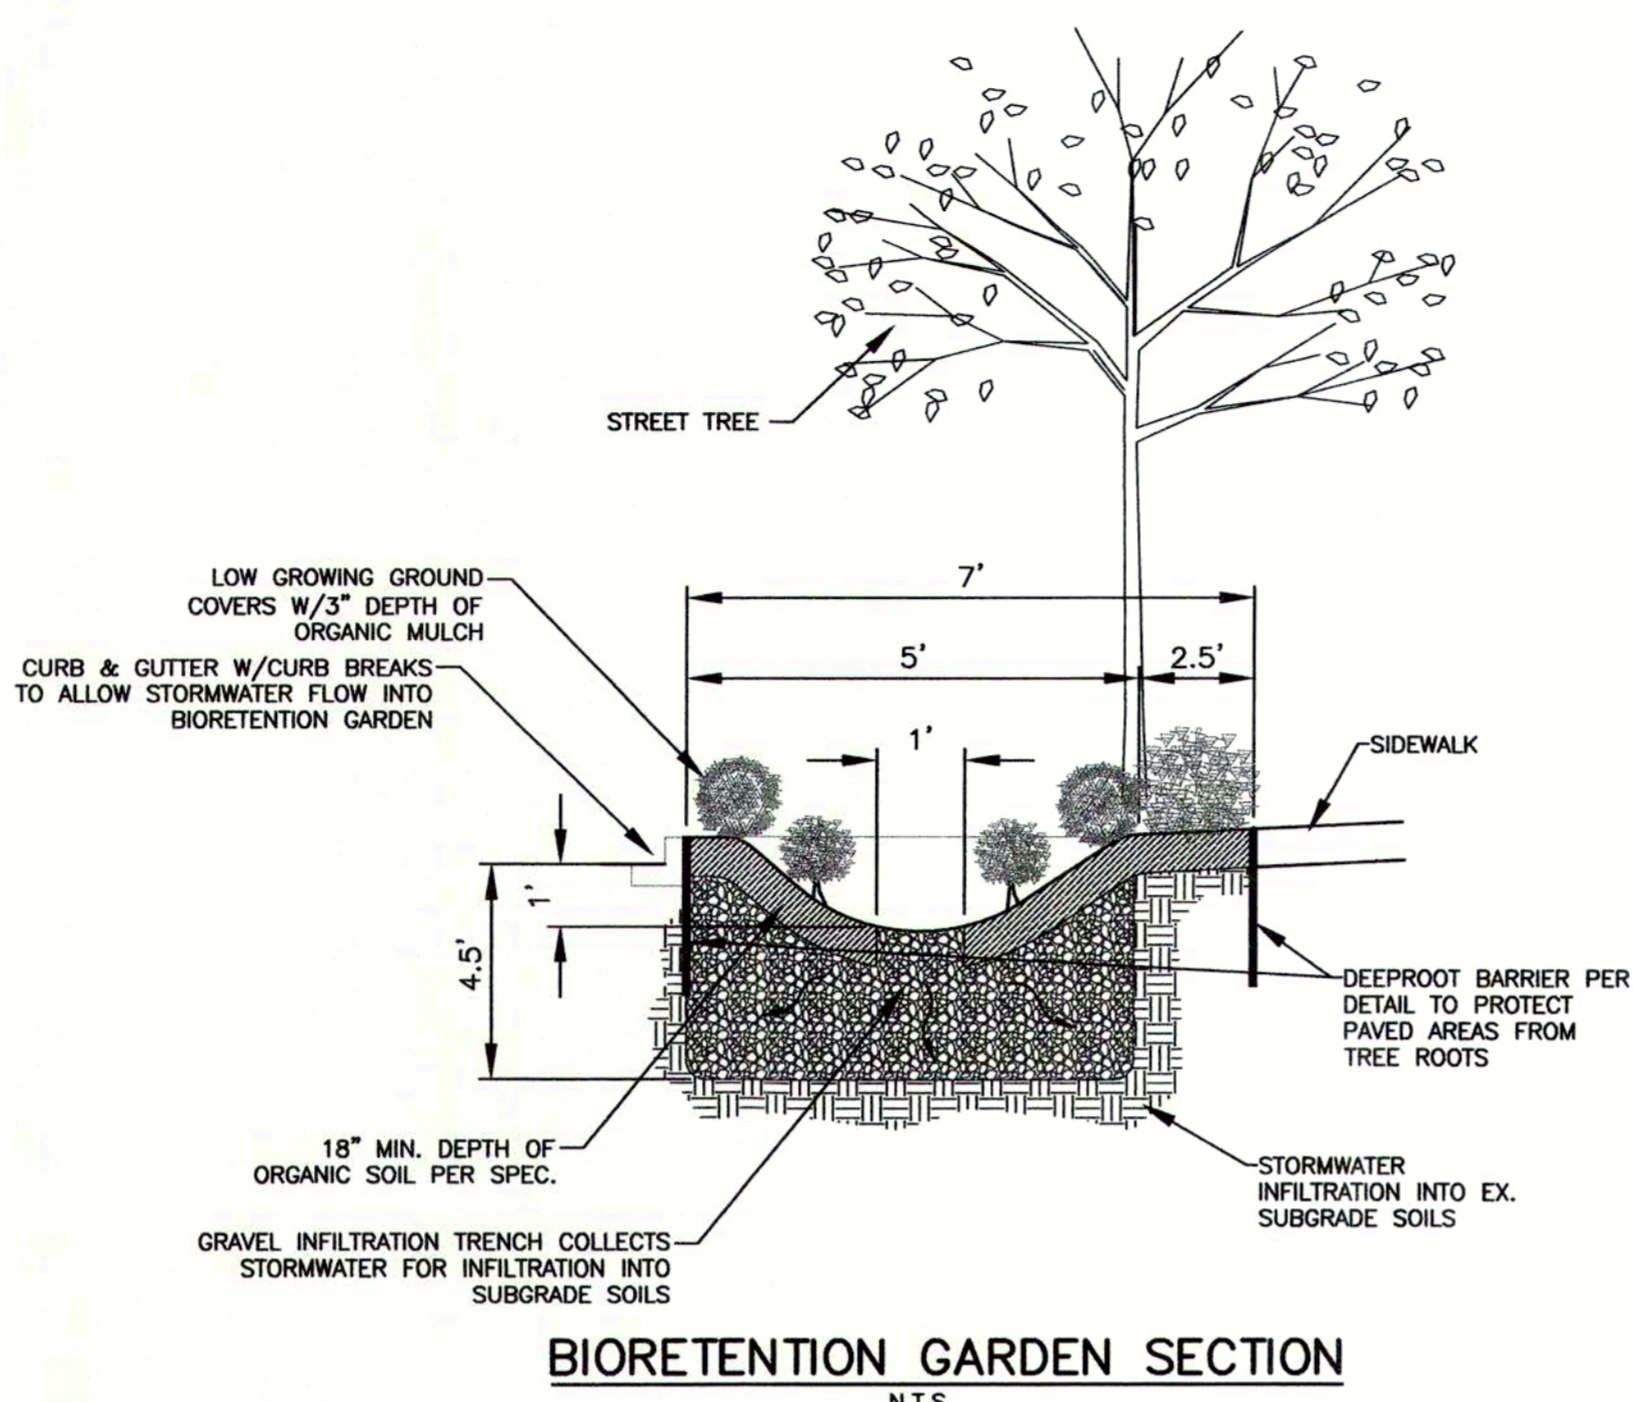 STREET TREE
LOW GROWING GROUND
COVERS W/3" DEPTH OF
ORGANIC MULCH
CURB & GUTTER W/CURB BREAKS
TO ALLOW STORMWATER FLOW INTO
BIORETENTION GARDEN
7'
5'
2.5'
1'
SIDEWALK
1'
4.5'
DEEPROOT BARRIER PER
DETAIL TO PROTECT
PAVED AREAS FROM
TREE ROOTS
18" MIN. DEPTH OF
ORGANIC SOIL PER SPEC.
STORMWATER
INFILTRATION INTO EX.
SUBGRADE SOILS
GRAVEL INFILTRATION TRENCH COLLECTS
STORMWATER FOR INFILTRATION INTO
SUBGRADE SOILS
BIORETENTION GARDEN SECTION
N.T.S.